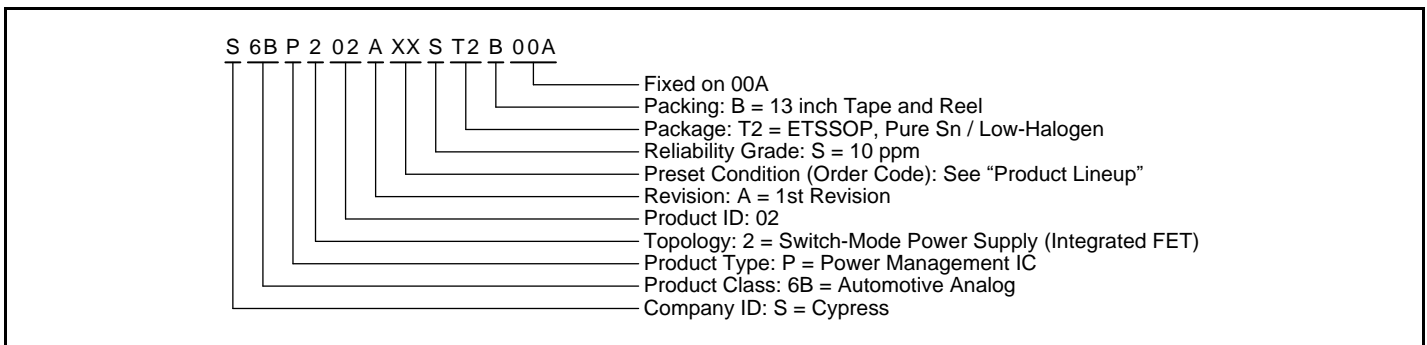 S 6B P 2 02 A XX S T2 B 00A
Fixed on 00A
Packing: B = 13 inch Tape and Reel
Package: T2 = ETSSOP, Pure Sn / Low-Halogen
Reliability Grade: S = 10 ppm
Preset Condition (Order Code): See “Product Lineup”
Revision: A = 1st Revision
Product ID: 02
Topology: 2 = Switch-Mode Power Supply (Integrated FET)
Product Type: P = Power Management IC
Product Class: 6B = Automotive Analog
Company ID: S = Cypress